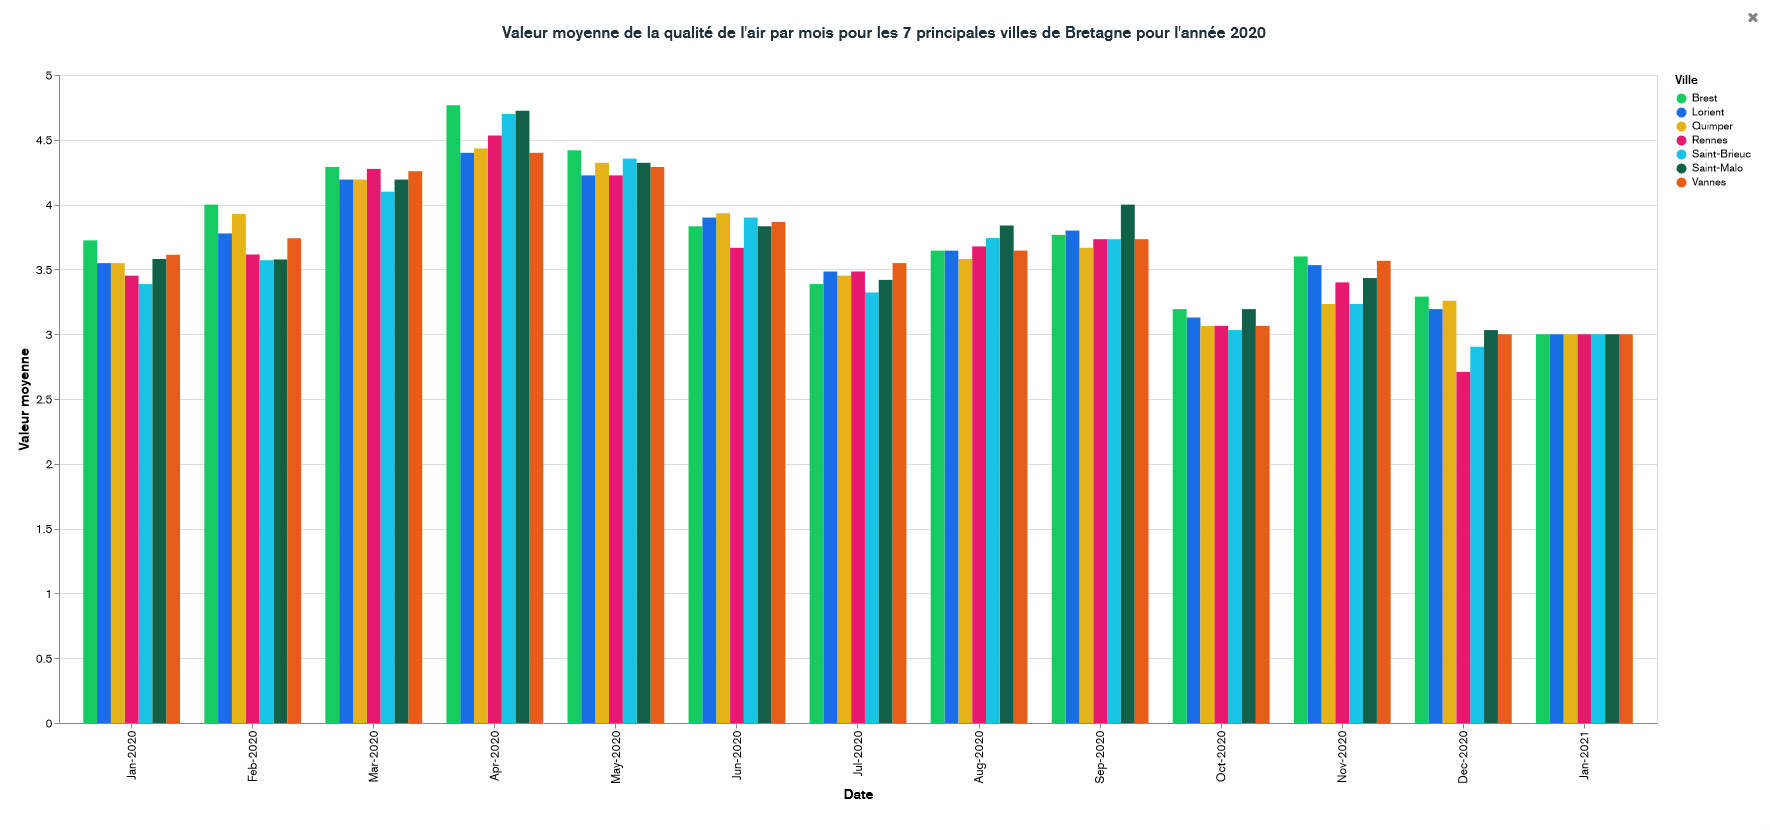 ✖
Valeur moyenne de la qualité de l'air par mois pour les 7 principales villes de Bretagne pour l'année 2020
Valeur moyenne
5
4.5
4
3.5
3
2.5
2
1.5
1
0.5
0
Jan-2020
Feb-2020
Mar-2020
Apr-2020
May-2020
Jun-2020
Jul-2020
Aug-2020
Sep-2020
Oct-2020
Nov-2020
Dec-2020
Jan-2021
Date
Ville
Brest
Lorient
Quimper
Rennes
Saint-Brieuc
Saint-Malo
Vannes